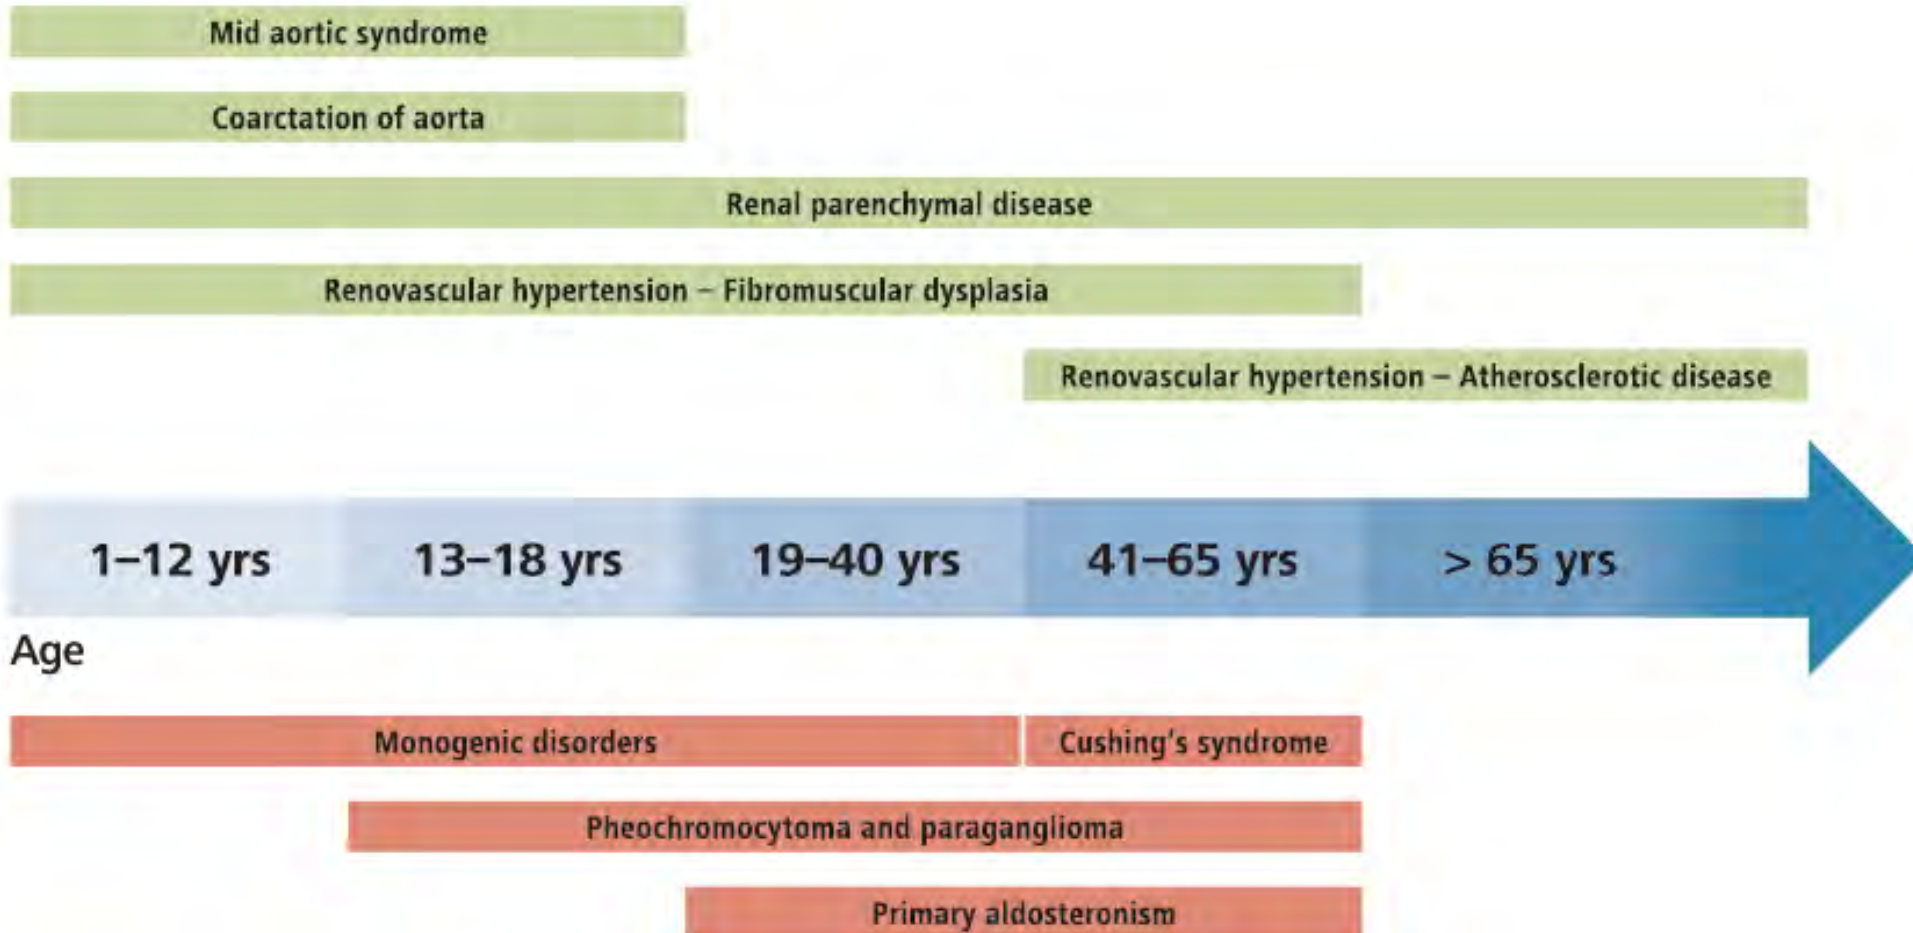 Mid aortic syndrome
Coarctation of aorta
Renal parenchymal disease
Renovascular hypertension – Fibromuscular dysplasia
Renovascular hypertension – Atherosclerotic disease
1–12 yrs 13–18 yrs 19–40 yrs 41–65 yrs > 65 yrs
Age
Monogenic disorders Cushing's syndrome
Pheochromocytoma and paraganglioma
Primary aldosteronism